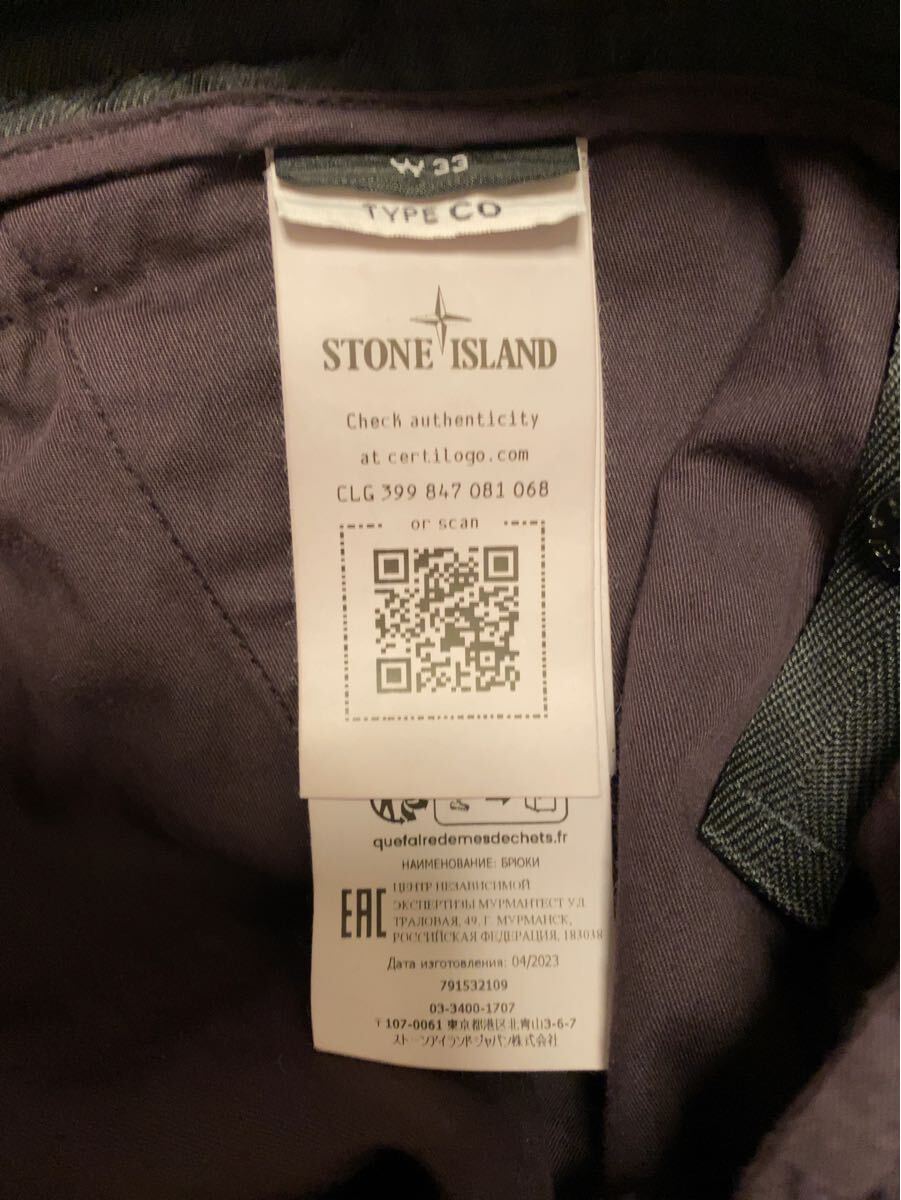 W 33
TYPE CO
STONE ISLAND
Check authenticity
at certilogo.com
CLG 399 847 081 068
or scan
quefairedemesdechets.fr
НАИМЕНОВАНИЕ: БРЮКИ
EAC
ЦЕНТР НЕЗАВИСИМОЙ
ЭКСПЕРТИЗЫ МУРМАНТЕСТ УЛ.
ТРАЛОВАЯ, 49, Г. МУРМАНСК,
РОССИЙСКАЯ ФЕДЕРАЦИЯ, 183038
Дата изготовления: 04/2023
791532109
03-3400-1707
〒107-0061 東京都港区北青山3-6-7
ストーンアイランドジャパン株式会社